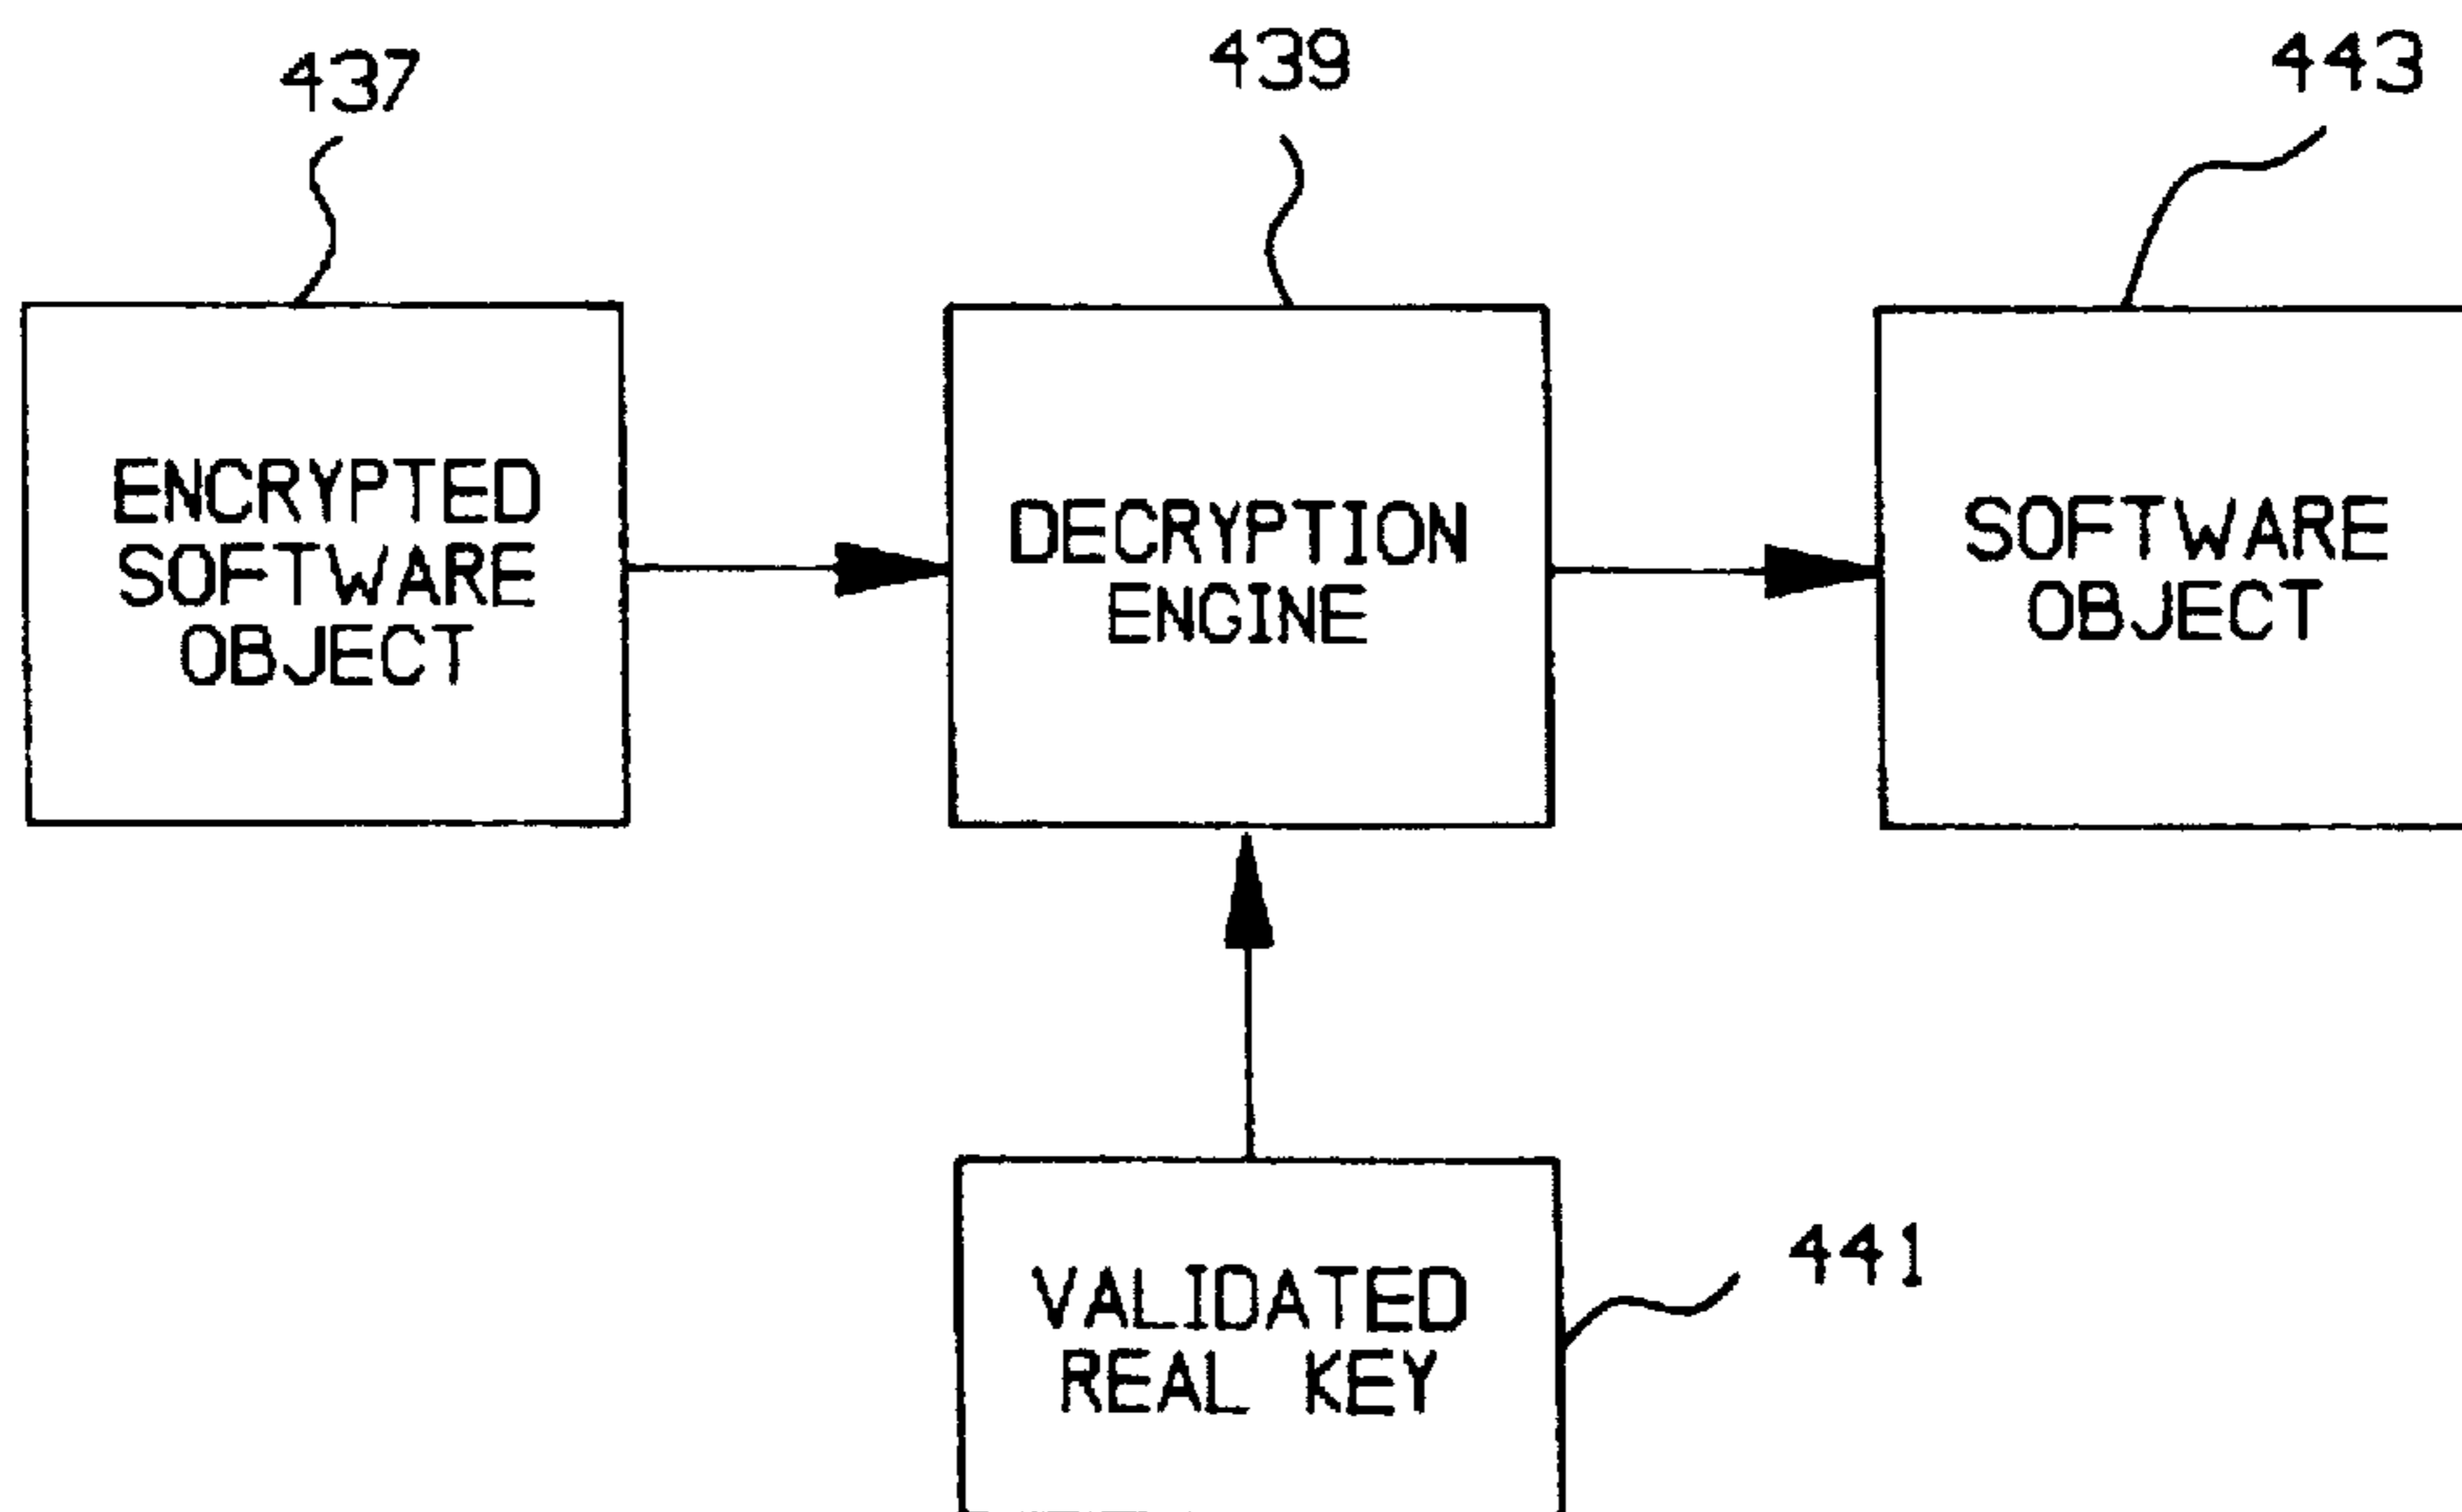 437
439
443
ENCRYPTED
SOFTWARE
OBJECT
DECRYPTION
ENGINE
SOFTWARE
OBJECT
VALIDATED
REAL KEY
441